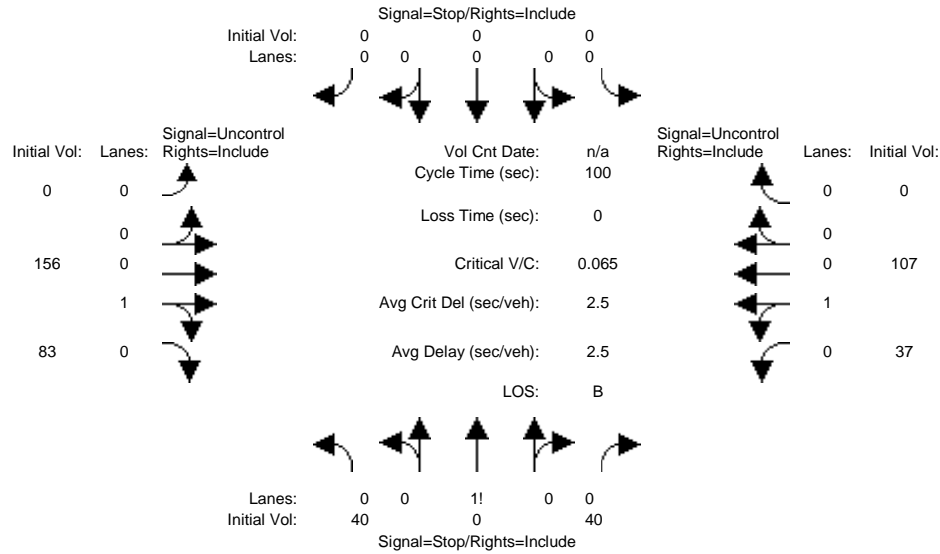 Signal=Stop/Rights=Include
Initial Vol: 0 0 0
Lanes: 0 0 0 0 0
Signal=Uncontrol Signal=Uncontrol
Initial Vol: Lanes: Rights=Include Vol Cnt Date: n/a Rights=Include Lanes: Initial Vol:
Cycle Time (sec): 100
0 0 0 0
Loss Time (sec): 0
0 0
156 0 Critical V/C: 0.065 0 107
1 Avg Crit Del (sec/veh): 2.5 1
83 0 Avg Delay (sec/veh): 2.5 0 37
LOS: B
Lanes: 0 0 1! 0 0
Initial Vol: 40 0 40
Signal=Stop/Rights=Include